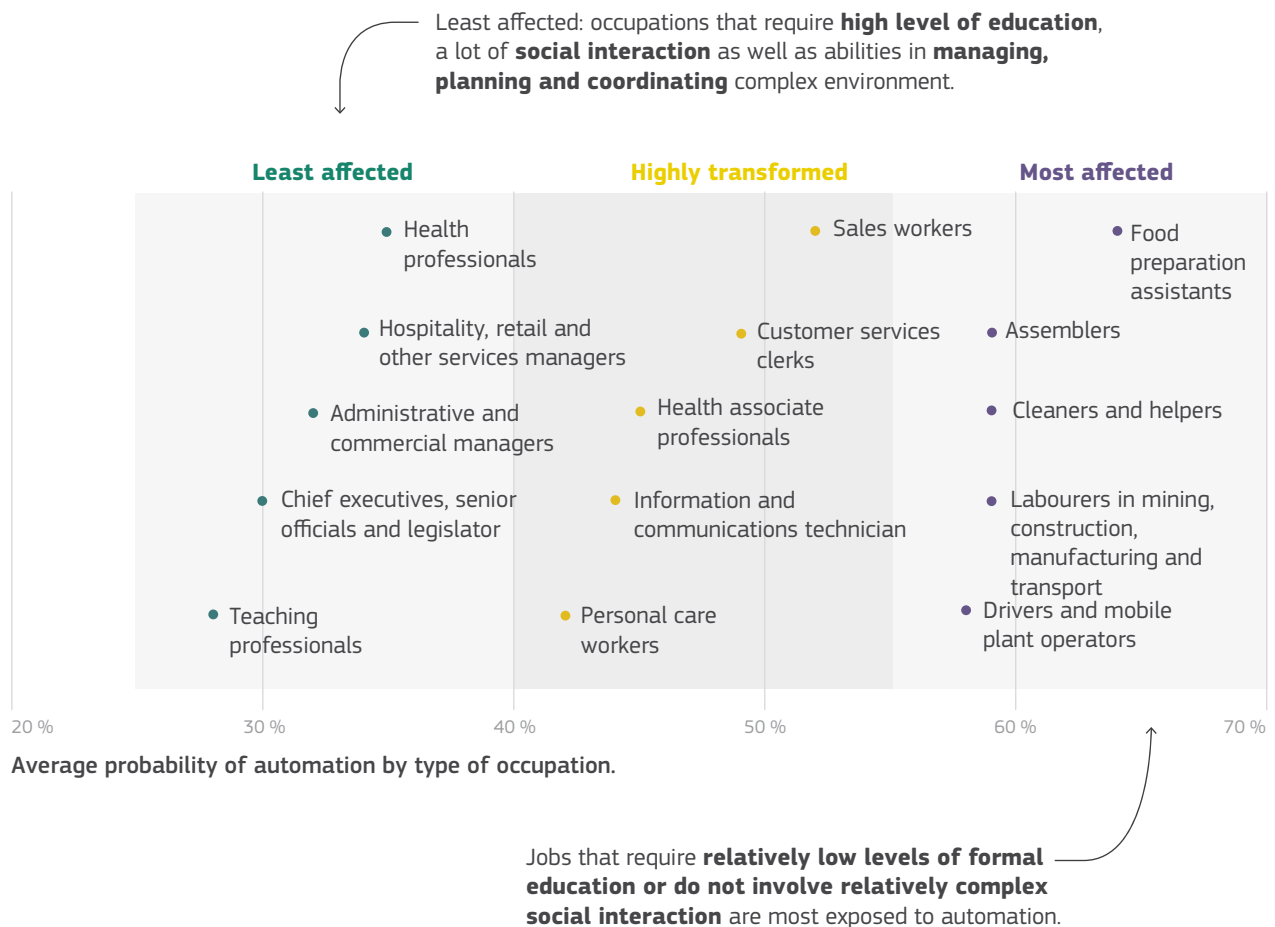 Least affected: occupations that require high level of education,
a lot of social interaction as well as abilities in managing,
planning and coordinating complex environment.
Least affected
Highly transformed
Most affected
Health
professionals
Sales workers
Food
preparation
assistants
Hospitality, retail and
other services managers
Customer services
clerks
Assemblers
Administrative and
commercial managers
Health associate
professionals
Cleaners and helpers
Chief executives, senior
officials and legislator
Information and
communications technician
Labourers in mining,
construction,
manufacturing and
transport
Teaching
professionals
Personal care
workers
Drivers and mobile
plant operators
20 %
30 %
40 %
50 %
60 %
70 %
Average probability of automation by type of occupation.
Jobs that require relatively low levels of formal
education or do not involve relatively complex
social interaction are most exposed to automation.